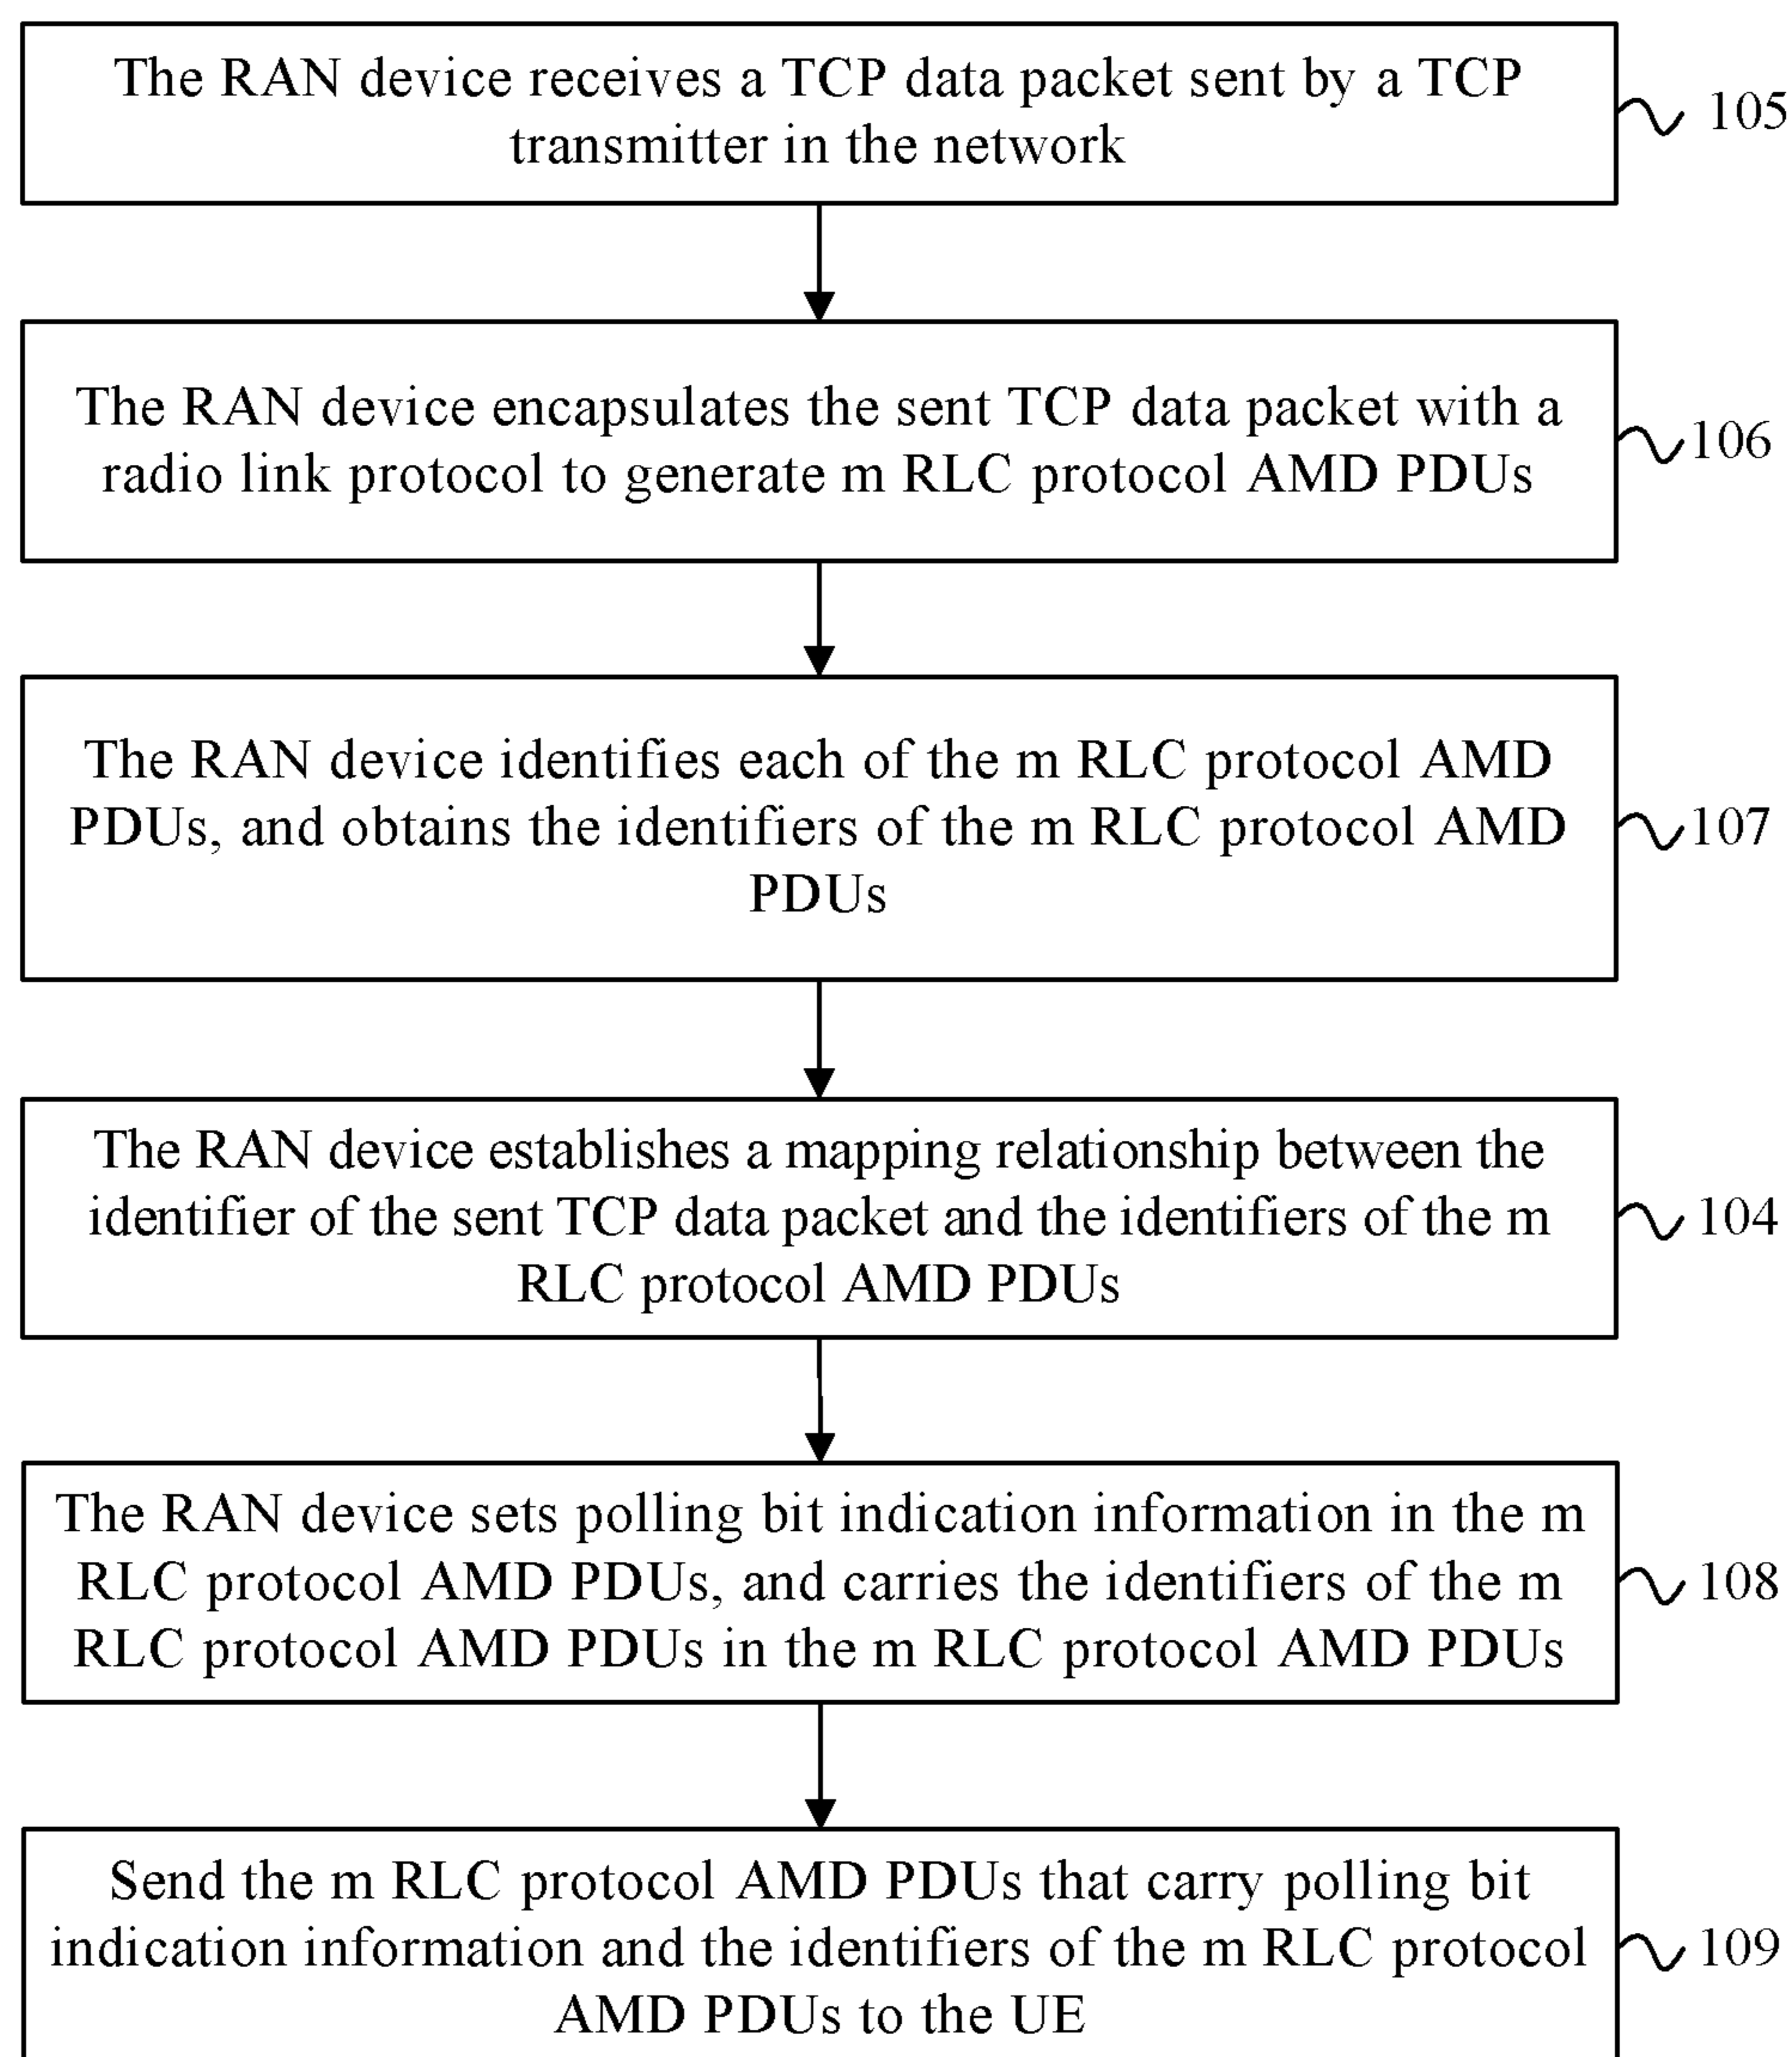 The RAN device receives a TCP data packet sent by a TCP
transmitter in the network
105
The RAN device encapsulates the sent TCP data packet with a
radio link protocol to generate m RLC protocol AMD PDUs
106
The RAN device identifies each of the m RLC protocol AMD
PDUs, and obtains the identifiers of the m RLC protocol AMD
PDUs
107
The RAN device establishes a mapping relationship between the
identifier of the sent TCP data packet and the identifiers of the m
RLC protocol AMD PDUs
104
The RAN device sets polling bit indication information in the m
RLC protocol AMD PDUs, and carries the identifiers of the m
RLC protocol AMD PDUs in the m RLC protocol AMD PDUs
108
Send the m RLC protocol AMD PDUs that carry polling bit
indication information and the identifiers of the m RLC protocol
AMD PDUs to the UE
109